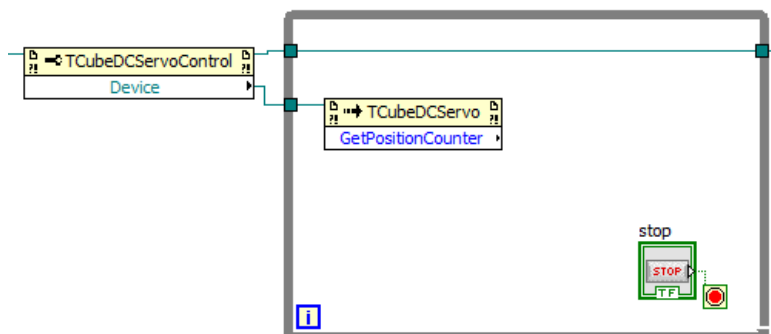 TCubeDCServoControl
Device
TCubeDCServo
GetPositionCounter
stop
STOP
TF
i